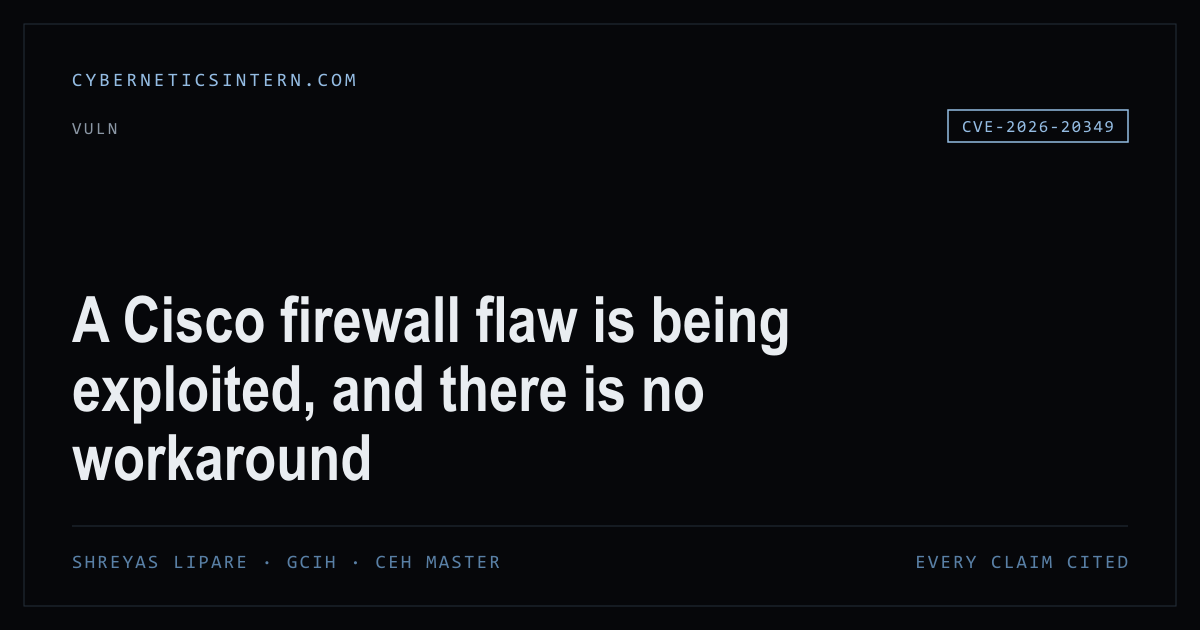 CYBERNETICSINTERN.COM
VULN
CVE-2026-20349
A Cisco firewall flaw is being
exploited, and there is no
workaround
SHREYAS LIPARE · GCIH · CEH MASTER
EVERY CLAIM CITED